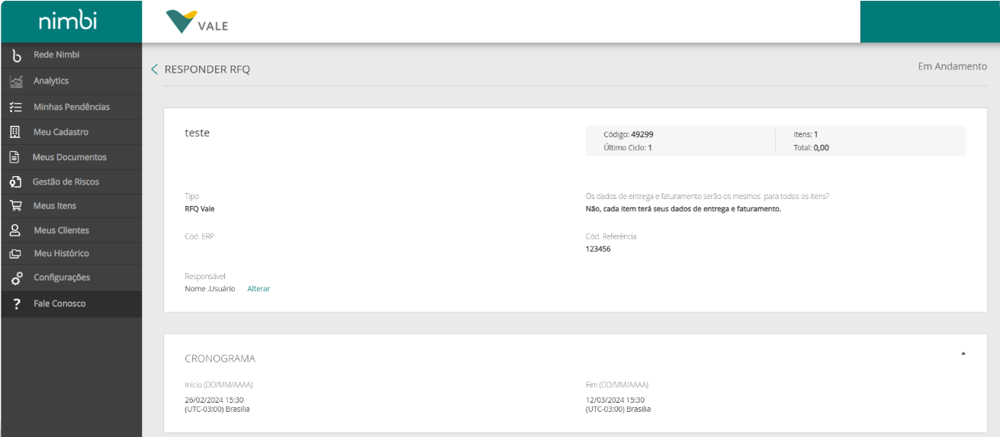 nimbi
VALE
Rede Nimbi
Analytics
Minhas Pendências
Meu Cadastro
Meus Documentos
Gestão de Riscos
Meus Itens
Meus Clientes
Meu Histórico
Configurações
? Fale Conosco
RESPONDER RFQ
Em Andamento
teste
Código: 49299
Itens: 1
Último Ciclo: 1
Total: 0,00
Tipo
RFQ Vale
Os dados de entrega e faturamento serão os mesmos para todos os itens?
Não, cada item terá seus dados de entrega e faturamento.
Cód. ERP
Cód. Referência
123456
Responsável
Nome .Usuário Alterar
CRONOGRAMA
Início (DD/MM/AAAA)
26/02/2024 15:30
(UTC-03:00) Brasilia
Fim (DD/MM/AAAA)
12/03/2024 15:30
(UTC-03:00) Brasilia